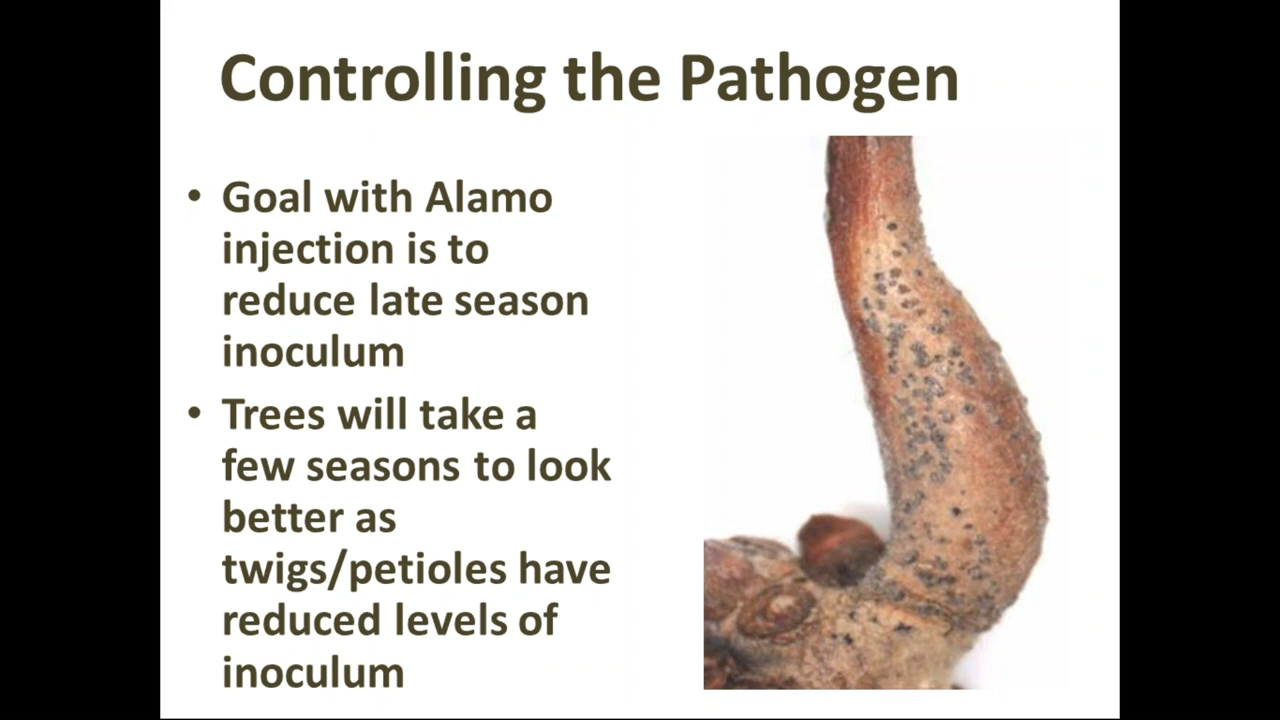 Controlling the Pathogen
• Goal with Alamo
injection is to
reduce late season
inoculum
• Trees will take a
few seasons to look
better as
twigs/petioles have
reduced levels of
inoculum